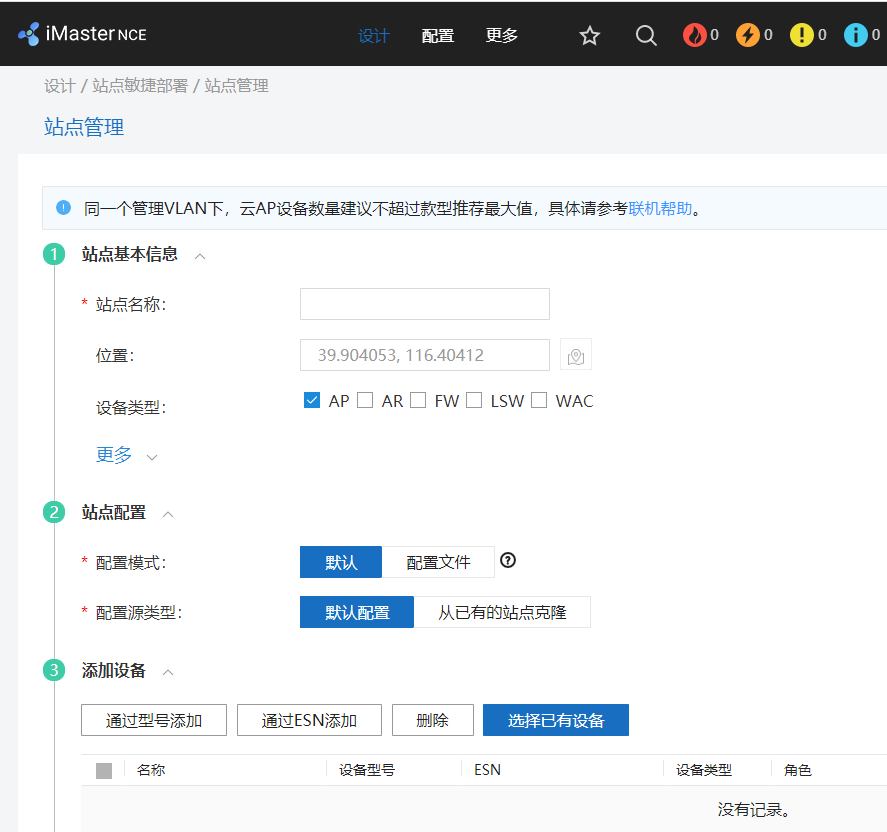 iMaster NCE 设计 配置 更多 0 0 0 0
设计 / 站点敏捷部署 / 站点管理
站点管理
同一个管理VLAN下，云AP设备数量建议不超过款型推荐最大值，具体请参考联机帮助。
1 站点基本信息
* 站点名称：
位置： 39.904053, 116.40412
设备类型： AP AR FW LSW WAC
更多
2 站点配置
* 配置模式： 默认 配置文件
* 配置源类型： 默认配置 从已有的站点克隆
3 添加设备
通过型号添加 通过ESN添加 删除 选择已有设备
名称 设备型号 ESN 设备类型 角色
没有记录。